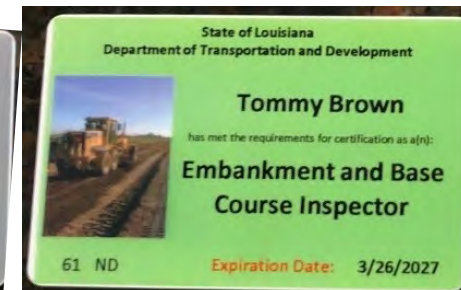 State of Louisiana
Department of Transportation and Development
Tommy Brown
has met the requirements for certification as a(n):
Embankment and Base
Course Inspector
61 ND
Expiration Date: 3/26/2027